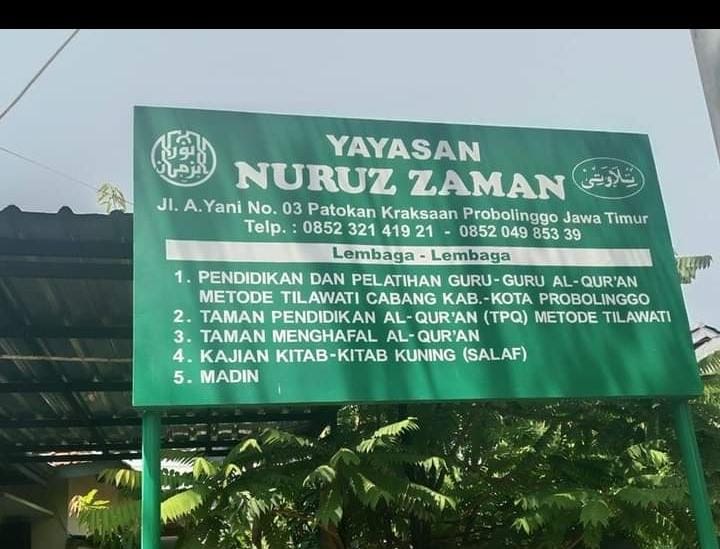 نور الزمان
YAYASAN
NURUZ ZAMAN
تيلاوتي
Jl. A.Yani No. 03 Patokan Kraksaan Probolinggo Jawa Timur
Telp. : 0852 321 419 21 - 0852 049 853 39
Lembaga - Lembaga
1. PENDIDIKAN DAN PELATIHAN GURU-GURU AL-QUR'AN
METODE TILAWATI CABANG KAB.-KOTA PROBOLINGGO
2. TAMAN PENDIDIKAN AL-QUR'AN (TPQ) METODE TILAWATI
3. TAMAN MENGHAFAL AL-QUR'AN
4. KAJIAN KITAB-KITAB KUNING (SALAF)
5. MADIN